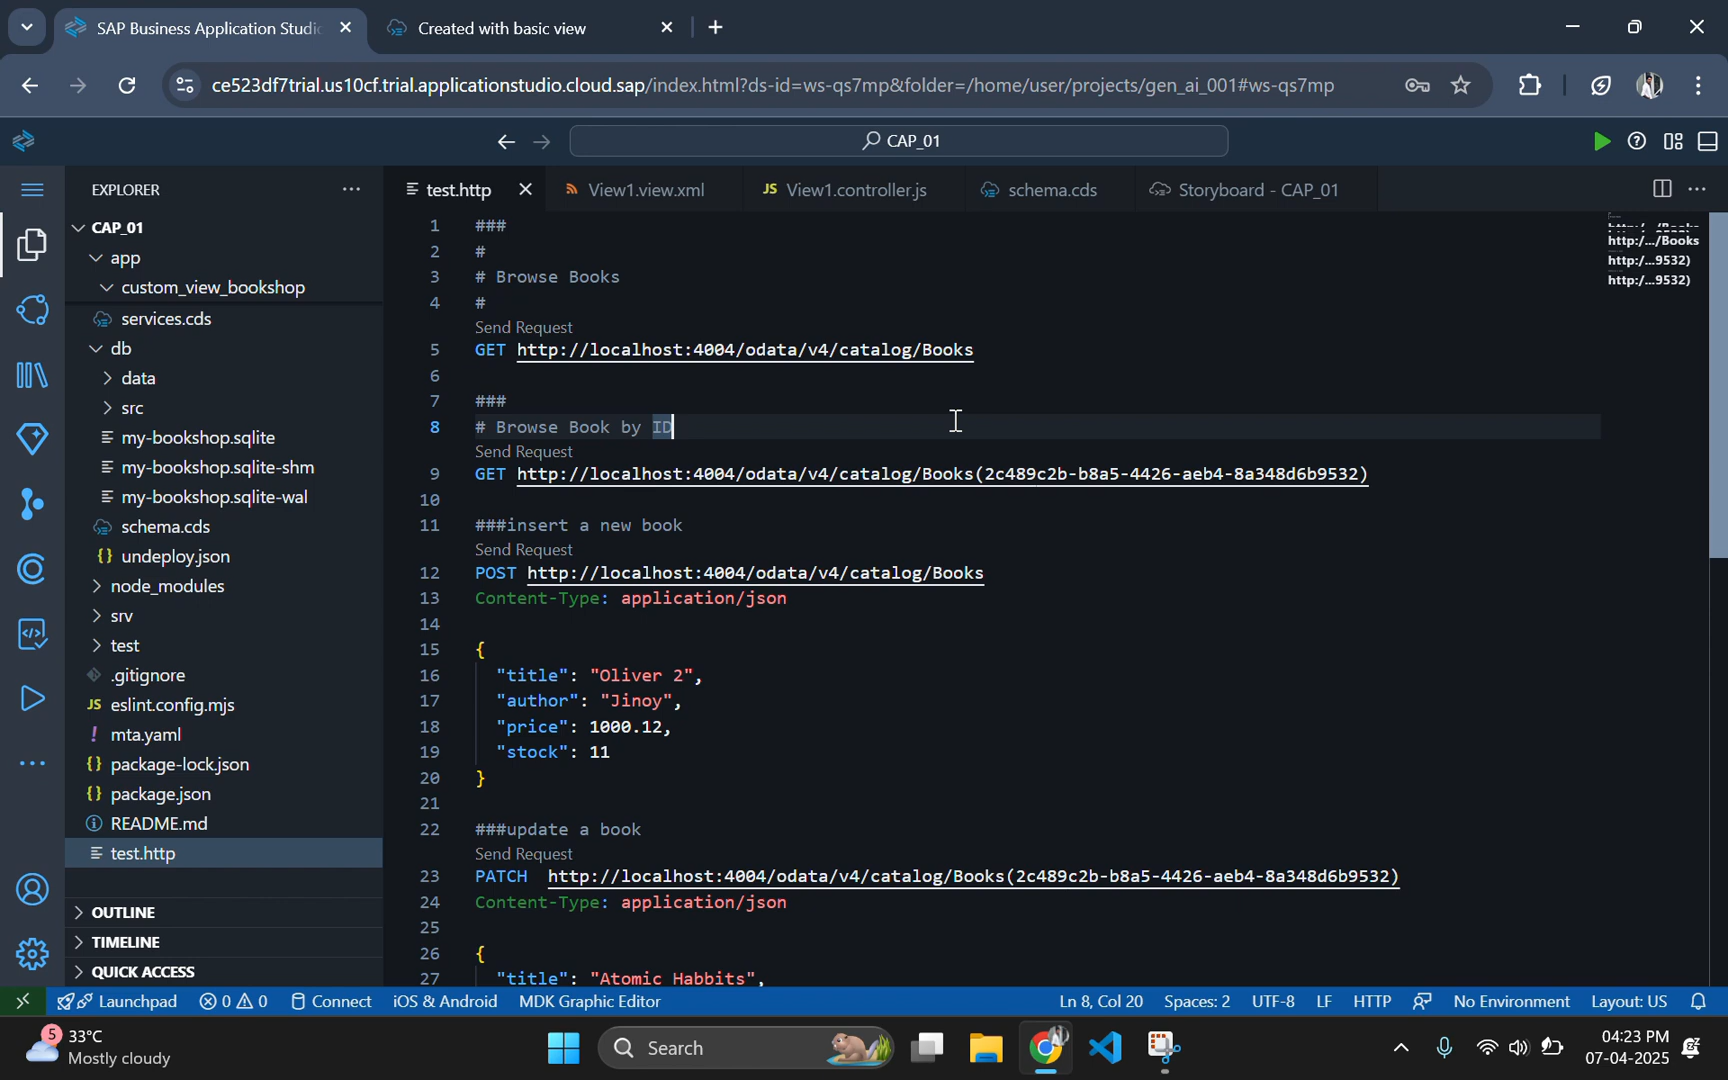 SAP Business Application Studio
Created with basic view
ce523df7trial.us10cf.trial.applicationstudio.cloud.sap/index.html?ds-id=ws-qs7mp&folder=/home/user/projects/gen_ai_001#ws-qs7mp
CAP_01
EXPLORER
test.http
View1.view.xml
JS View1.controller.js
schema.cds
Storyboard - CAP_01
CAP_01
app
custom_view_bookshop
services.cds
db
data
src
my-bookshop.sqlite
my-bookshop.sqlite-shm
my-bookshop.sqlite-wal
schema.cds
{} undeploy.json
node_modules
srv
test
.gitignore
JS eslint.config.mjs
! mta.yaml
{} package-lock.json
{} package.json
README.md
test.http
OUTLINE
TIMELINE
QUICK ACCESS
1 ###
2 #
3 # Browse Books
4 #
Send Request
5 GET http://localhost:4004/odata/v4/catalog/Books
6
7 ###
8 # Browse Book by ID
Send Request
9 GET http://localhost:4004/odata/v4/catalog/Books(2c489c2b-b8a5-4426-aeb4-8a348d6b9532)
10
11 ###insert a new book
Send Request
12 POST http://localhost:4004/odata/v4/catalog/Books
13 Content-Type: application/json
14
15 {
16 "title": "Oliver 2",
17 "author": "Jinoy",
18 "price": 1000.12,
19 "stock": 11
20 }
21
22 ###update a book
Send Request
23 PATCH http://localhost:4004/odata/v4/catalog/Books(2c489c2b-b8a5-4426-aeb4-8a348d6b9532)
24 Content-Type: application/json
25
26 {
27 "title": "Atomic Habbits",
http:/.../Books
http:/...9532)
http:/...9532)
Launchpad
0 0
Connect
iOS & Android
MDK Graphic Editor
Ln 8, Col 20
Spaces: 2
UTF-8
LF
HTTP
No Environment
Layout: US
5
33°C
Mostly cloudy
Search
04:23 PM
07-04-2025